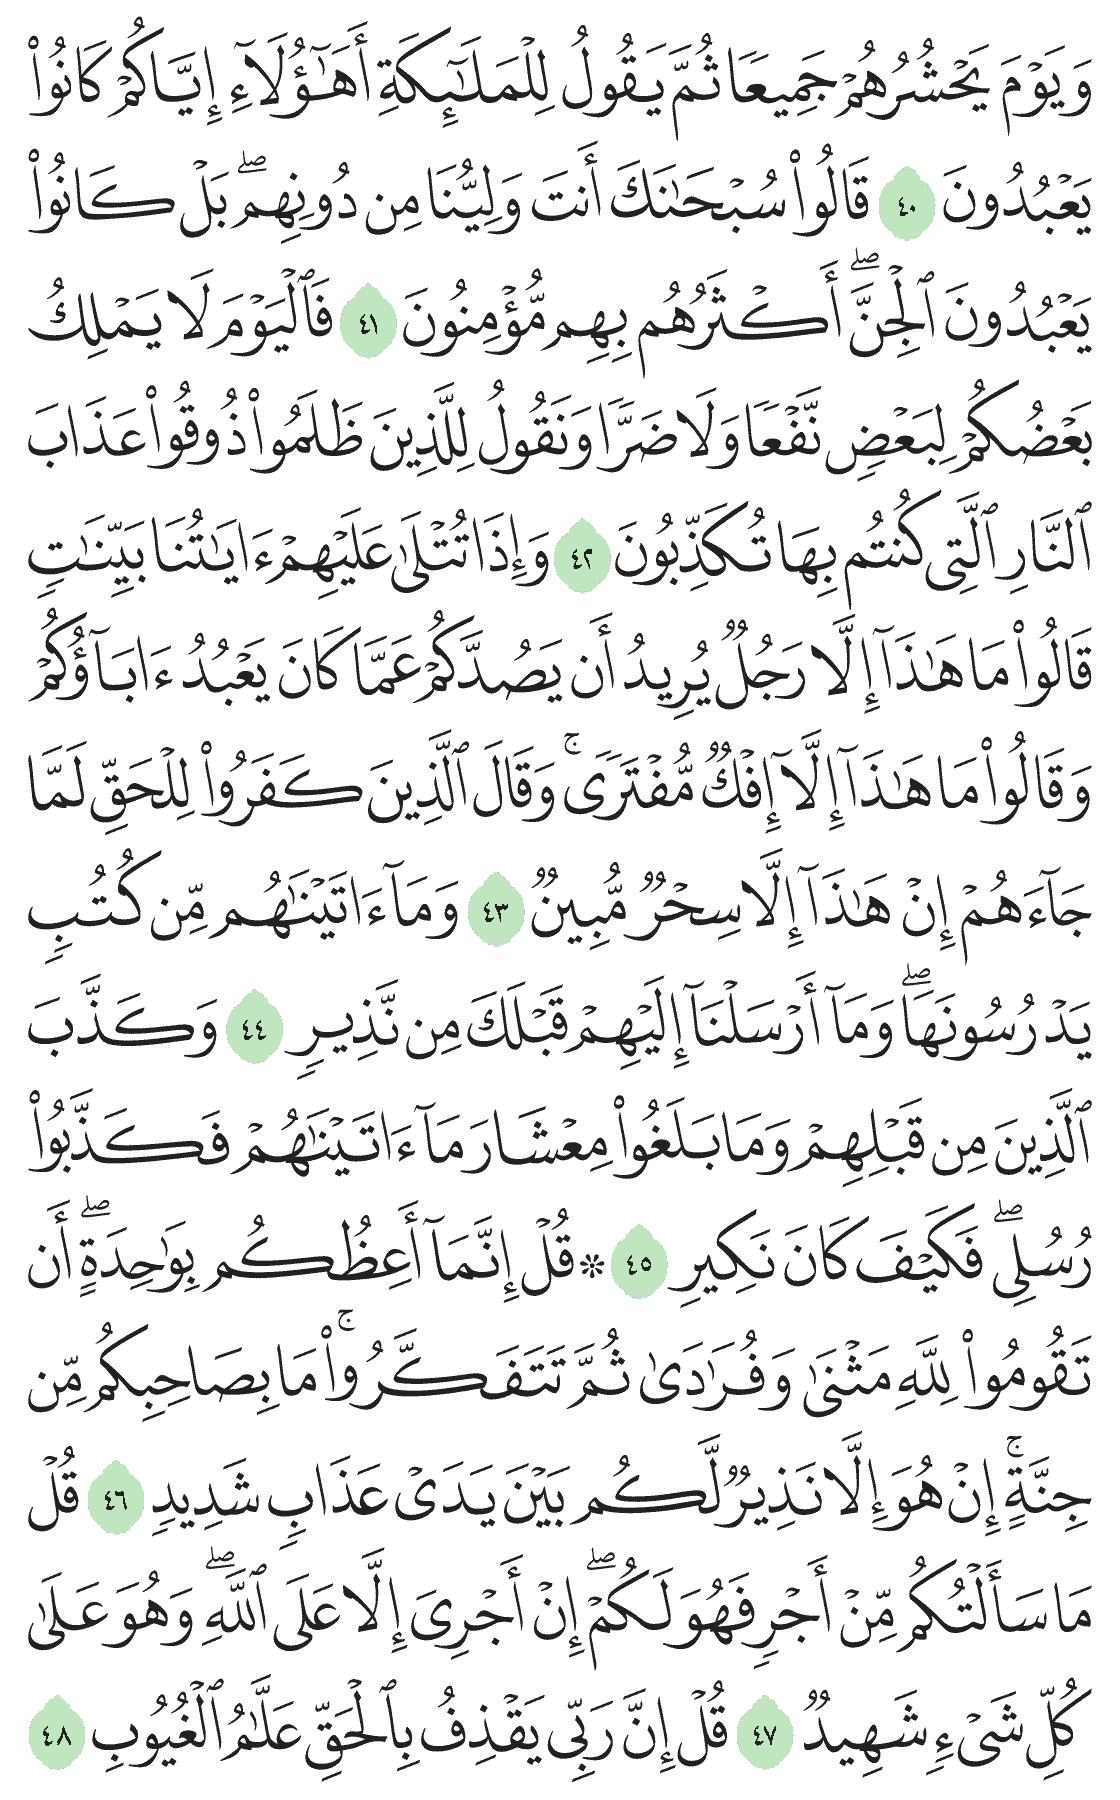 وَيَوۡمَ يَحۡشُرُهُمۡ جَمِيعٗا ثُمَّ يَقُولُ لِلۡمَلَٰٓئِكَةِ أَهَٰٓؤُلَآءِ إِيَّاكُمۡ كَانُواْ
يَعۡبُدُونَ ٤٠ قَالُواْ سُبۡحَٰنَكَ أَنتَ وَلِيُّنَا مِن دُونِهِمۖ بَلۡ كَانُواْ
يَعۡبُدُونَ ٱلۡجِنَّۖ أَكۡثَرُهُم بِهِم مُّؤۡمِنُونَ ٤١ فَٱلۡيَوۡمَ لَا يَمۡلِكُ
بَعۡضُكُمۡ لِبَعۡضٖ نَّفۡعٗا وَلَا ضَرّٗا وَنَقُولُ لِلَّذِينَ ظَلَمُواْ ذُوقُواْ عَذَابَ
ٱلنَّارِ ٱلَّتِي كُنتُم بِهَا تُكَذِّبُونَ ٤٢ وَإِذَا تُتۡلَىٰ عَلَيۡهِمۡ ءَايَٰتُنَا بَيِّنَٰتٖ
قَالُواْ مَا هَٰذَآ إِلَّا رَجُلٞ يُرِيدُ أَن يَصُدَّكُمۡ عَمَّا كَانَ يَعۡبُدُ ءَابَآؤُكُمۡ
وَقَالُواْ مَا هَٰذَآ إِلَّآ إِفۡكٞ مُّفۡتَرٗىۚ وَقَالَ ٱلَّذِينَ كَفَرُواْ لِلۡحَقِّ لَمَّا
جَآءَهُمۡ إِنۡ هَٰذَآ إِلَّا سِحۡرٞ مُّبِينٞ ٤٣ وَمَآ ءَاتَيۡنَٰهُم مِّن كُتُبٖ
يَدۡرُسُونَهَاۖ وَمَآ أَرۡسَلۡنَآ إِلَيۡهِمۡ قَبۡلَكَ مِن نَّذِيرٖ ٤٤ وَكَذَّبَ
ٱلَّذِينَ مِن قَبۡلِهِمۡ وَمَا بَلَغُواْ مِعۡشَارَ مَآ ءَاتَيۡنَٰهُمۡ فَكَذَّبُواْ
رُسُلِيۖ فَكَيۡفَ كَانَ نَكِيرِ ٤٥ ۞ قُلۡ إِنَّمَآ أَعِظُكُم بِوَٰحِدَةٍۖ أَن
تَقُومُواْ لِلَّهِ مَثۡنَىٰ وَفُرَٰدَىٰ ثُمَّ تَتَفَكَّرُواْۚ مَا بِصَاحِبِكُم مِّن
جِنَّةٍۚ إِنۡ هُوَ إِلَّا نَذِيرٞ لَّكُم بَيۡنَ يَدَيۡ عَذَابٖ شَدِيدٖ ٤٦ قُلۡ
مَا سَأَلۡتُكُم مِّنۡ أَجۡرٖ فَهُوَ لَكُمۡۖ إِنۡ أَجۡرِيَ إِلَّا عَلَى ٱللَّهِۖ وَهُوَ عَلَىٰ
كُلِّ شَيۡءٖ شَهِيدٞ ٤٧ قُلۡ إِنَّ رَبِّي يَقۡذِفُ بِٱلۡحَقِّ عَلَّٰمُ ٱلۡغُيُوبِ ٤٨